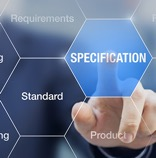 Requirements
SPECIFICATION
Standard
Product